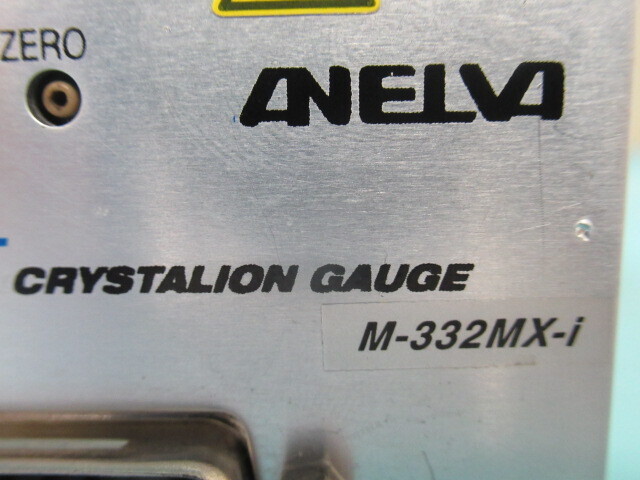 ZERO
ANELVA
CRYSTALION GAUGE
M-332MX-i